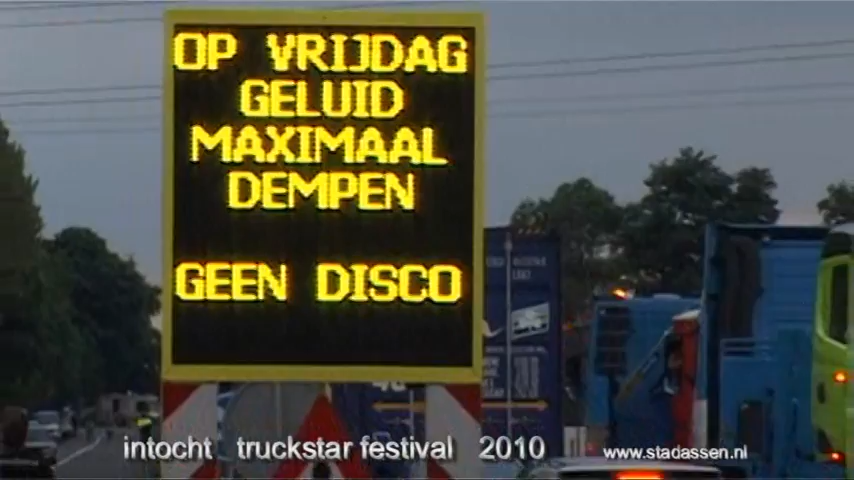 OP VRIJDAG
GELUID
MAXIMAAL
DEMPEN
GEEN DISCO
intocht truckstar festival 2010 www.stadassen.nl